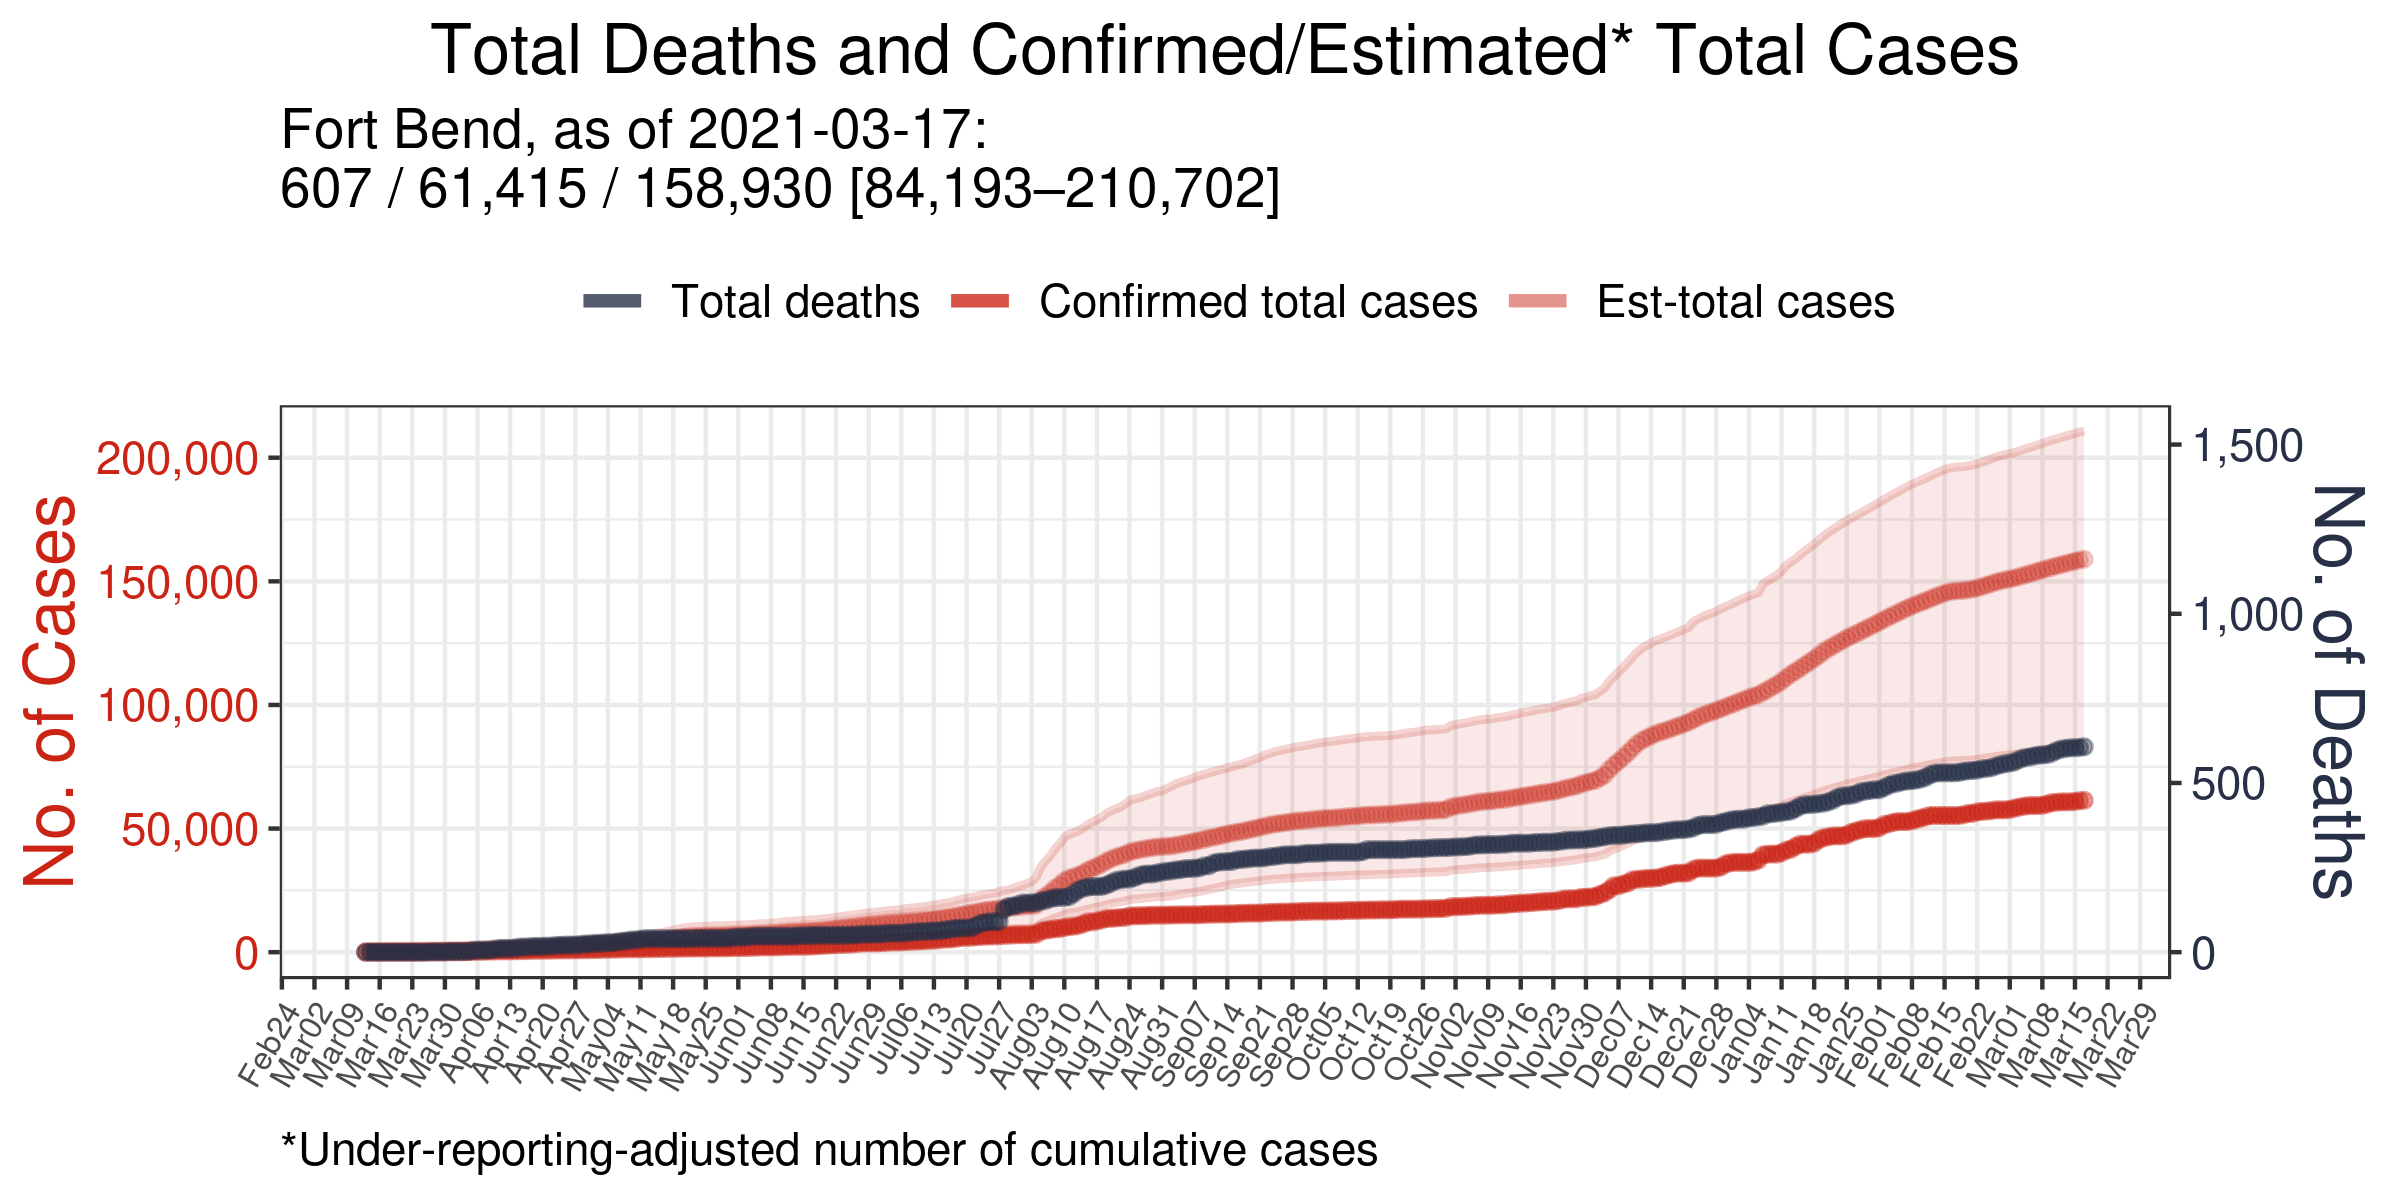 Total Deaths and Confirmed/Estimated* Total Cases
Fort Bend, as of 2021-03-17:
607 / 61,415 / 158,930 [84,193–210,702]
Total deaths Confirmed total cases Est-total cases
No. of Cases
200,000
150,000
100,000
50,000
0
1,500
1,000
500
0
No. of Deaths
Feb24 Mar02 Mar09 Mar16 Mar23 Mar30 Apr06 Apr13 Apr20 Apr27 May04 May11 May18 May25 Jun01 Jun08 Jun15 Jun22 Jun29 Jul06 Jul13 Jul20 Jul27 Aug03 Aug10 Aug17 Aug24 Aug31 Sep07 Sep14 Sep21 Sep28 Oct05 Oct12 Oct19 Oct26 Nov02 Nov09 Nov16 Nov23 Nov30 Dec07 Dec14 Dec21 Dec28 Jan04 Jan11 Jan18 Jan25 Feb01 Feb08 Feb15 Feb22 Mar01 Mar08 Mar15 Mar22 Mar29
*Under-reporting-adjusted number of cumulative cases